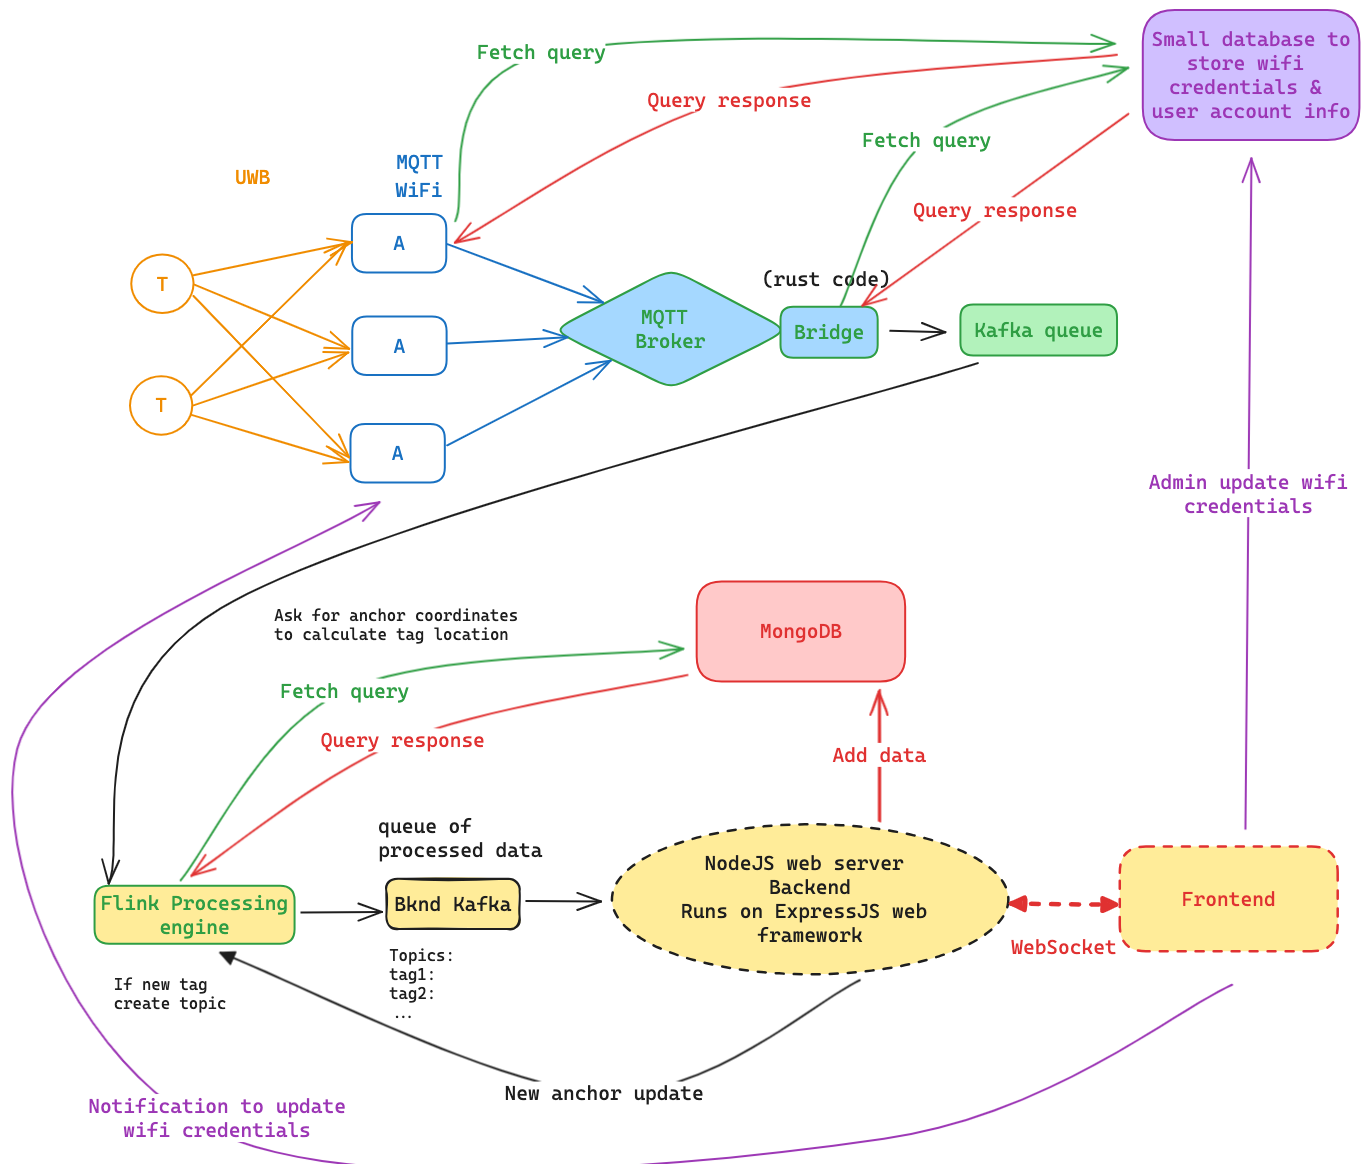 Small database to
store wifi
credentials &
user account info
Fetch query
Query response
Fetch query
Query response
UWB
MQTT
WiFi
T
T
A
A
A
MQTT
Broker
(rust code)
Bridge
Kafka queue
Admin update wifi
credentials
Ask for anchor coordinates
to calculate tag location
Fetch query
Query response
MongoDB
Add data
queue of
processed data
Flink Processing
engine
Bknd Kafka
NodeJS web server
Backend
Runs on ExpressJS web
framework
Frontend
WebSocket
Topics:
tag1:
tag2:
...
If new tag
create topic
New anchor update
Notification to update
wifi credentials